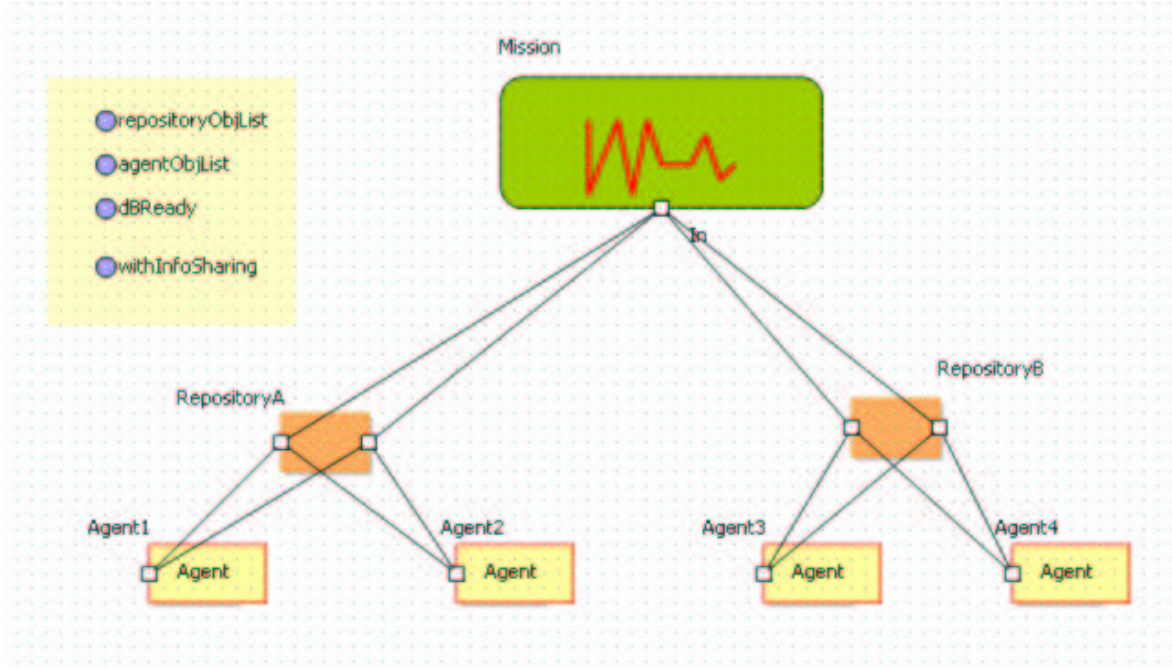 Mission
repositoryObjList
agentObjList
dBReady
withInfoSharing
In
RepositoryA
RepositoryB
Agent1
Agent2
Agent3
Agent4
Agent
Agent
Agent
Agent